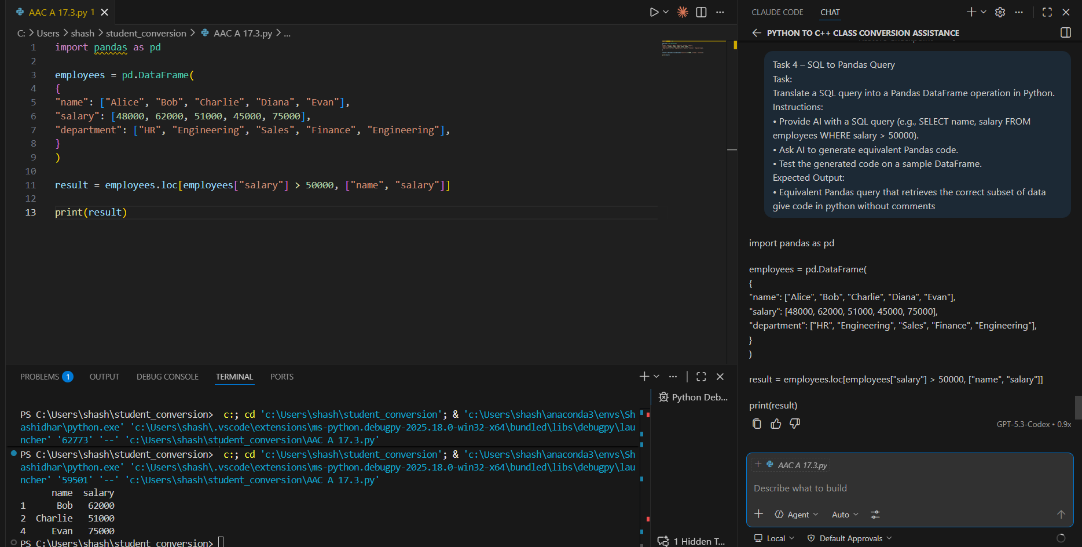 AAC A 17.3.py 1
C: > Users > shash > student_conversion > AAC A 17.3.py > ...
1 import pandas as pd
2
3 employees = pd.DataFrame(
4 {
5 "name": ["Alice", "Bob", "Charlie", "Diana", "Evan"],
6 "salary": [48000, 62000, 51000, 45000, 75000],
7 "department": ["HR", "Engineering", "Sales", "Finance", "Engineering"],
8 }
9 )
10
11 result = employees.loc[employees["salary"] > 50000, ["name", "salary"]]
12
13 print(result)
PROBLEMS 1 OUTPUT DEBUG CONSOLE TERMINAL PORTS
PS C:\Users\shash\student_conversion> c:; cd 'c:\Users\shash\student_conversion'; & 'c:\Users\shash\anaconda3\envs\Sh
ashidhar\python.exe' 'c:\Users\shash\.vscode\extensions\ms-python.debugpy-2025.18.0-win32-x64\bundled\libs\debugpy\lau
ncher' '62773' '--' 'c:\Users\shash\student_conversion\AAC A 17.3.py'
PS C:\Users\shash\student_conversion> c:; cd 'c:\Users\shash\student_conversion'; & 'c:\Users\shash\anaconda3\envs\Sh
ashidhar\python.exe' 'c:\Users\shash\.vscode\extensions\ms-python.debugpy-2025.18.0-win32-x64\bundled\libs\debugpy\lau
ncher' '59501' '--' 'c:\Users\shash\student_conversion\AAC A 17.3.py'
name salary
1 Bob 62000
2 Charlie 51000
4 Evan 75000
PS C:\Users\shash\student_conversion>
Python Deb...
1 Hidden T...
CLAUDE CODE CHAT
PYTHON TO C++ CLASS CONVERSION ASSISTANCE
Task 4 – SQL to Pandas Query
Task:
Translate a SQL query into a Pandas DataFrame operation in Python.
Instructions:
• Provide AI with a SQL query (e.g., SELECT name, salary FROM
employees WHERE salary > 50000).
• Ask AI to generate equivalent Pandas code.
• Test the generated code on a sample DataFrame.
Expected Output:
• Equivalent Pandas query that retrieves the correct subset of data
give code in python without comments
import pandas as pd
employees = pd.DataFrame(
{
"name": ["Alice", "Bob", "Charlie", "Diana", "Evan"],
"salary": [48000, 62000, 51000, 45000, 75000],
"department": ["HR", "Engineering", "Sales", "Finance", "Engineering"],
}
)
result = employees.loc[employees["salary"] > 50000, ["name", "salary"]]
print(result)
GPT-5.3-Codex • 0.9x
AAC A 17.3.py
Describe what to build
Agent Auto
Local Default Approvals